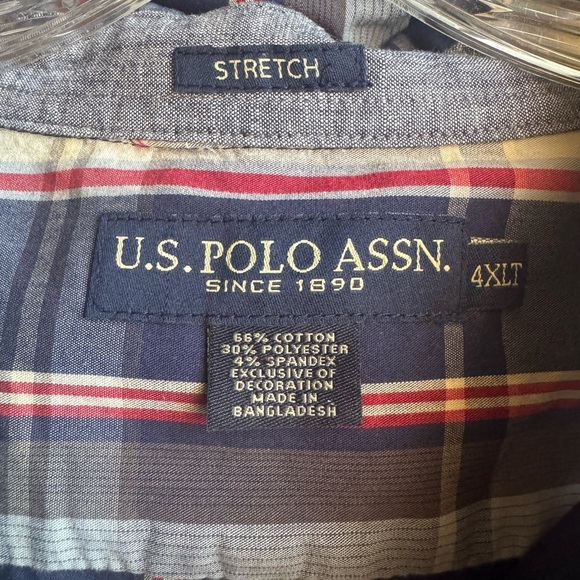 STRETCH
U.S. POLO ASSN.
SINCE 1890
4XLT
66% COTTON
30% POLYESTER
4% SPANDEX
EXCLUSIVE OF
DECORATION
MADE IN
BANGLADESH